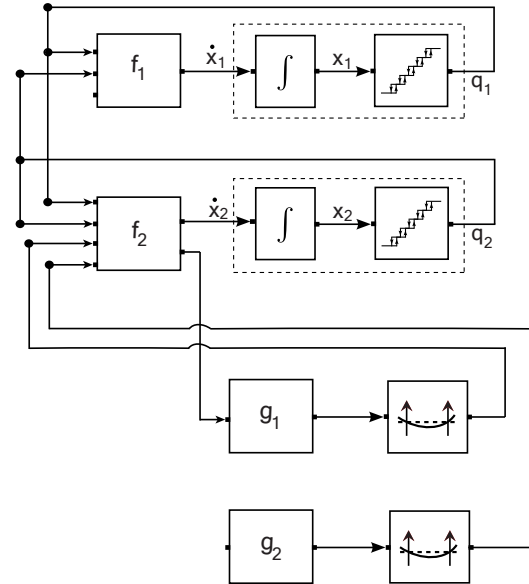 f₁
ẋ₁
∫
x₁
q₁
f₂
ẋ₂
∫
x₂
q₂
g₁
g₂